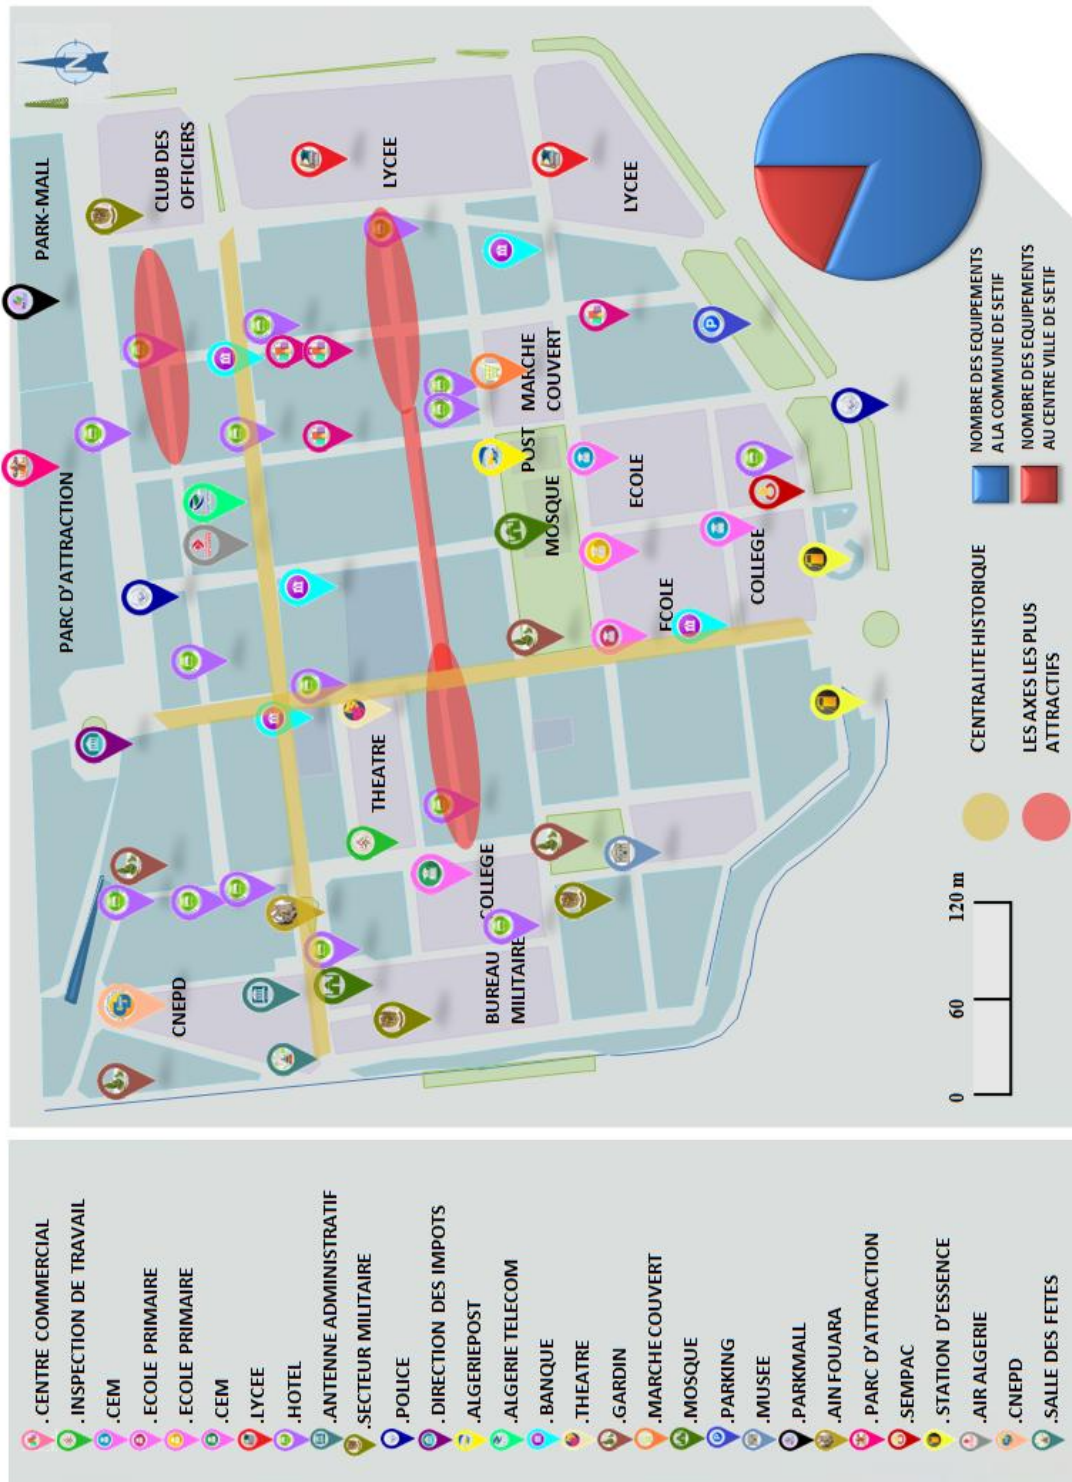 N
PARK-MALL
CLUB DES
OFFICIERS
LYCEE
LYCEE
PARC D'ATTRACTION
MARCHE
COUVERT
POST
MOSQUE
ECOLE
FCOLE
COLLEGE
THEATRE
COLLEGE
BUREAU
MILITAIRE
CNEPD
P
NOMBRE DES EQUIPEMENTS
A LA COMMUNE DE SETIF
NOMBRE DES EQUIPEMENTS
AU CENTRE VILLE DE SETIF
CENTRALITE HISTORIQUE
LES AXES LES PLUS
ATTRACTIFS
0 60 120 m
.CENTRE COMMERCIAL
.INSPECTION DE TRAVAIL
.CEM
.ECOLE PRIMAIRE
.ECOLE PRIMAIRE
.CEM
.LYCEE
.HOTEL
.ANTENNE ADMINISTRATIF
.SECTEUR MILITAIRE
.POLICE
.DIRECTION DES IMPOTS
.ALGERIEPOST
.ALGERIE TELECOM
.BANQUE
.THEATRE
.GARDIN
.MARCHE COUVERT
.MOSQUE
.PARKING
.MUSEE
.PARKMALL
.AIN FOUARA
.PARC D'ATTRACTION
.SEMPAC
.STATION D'ESSENCE
.AIR ALGERIE
.CNEPD
.SALLE DES FETES